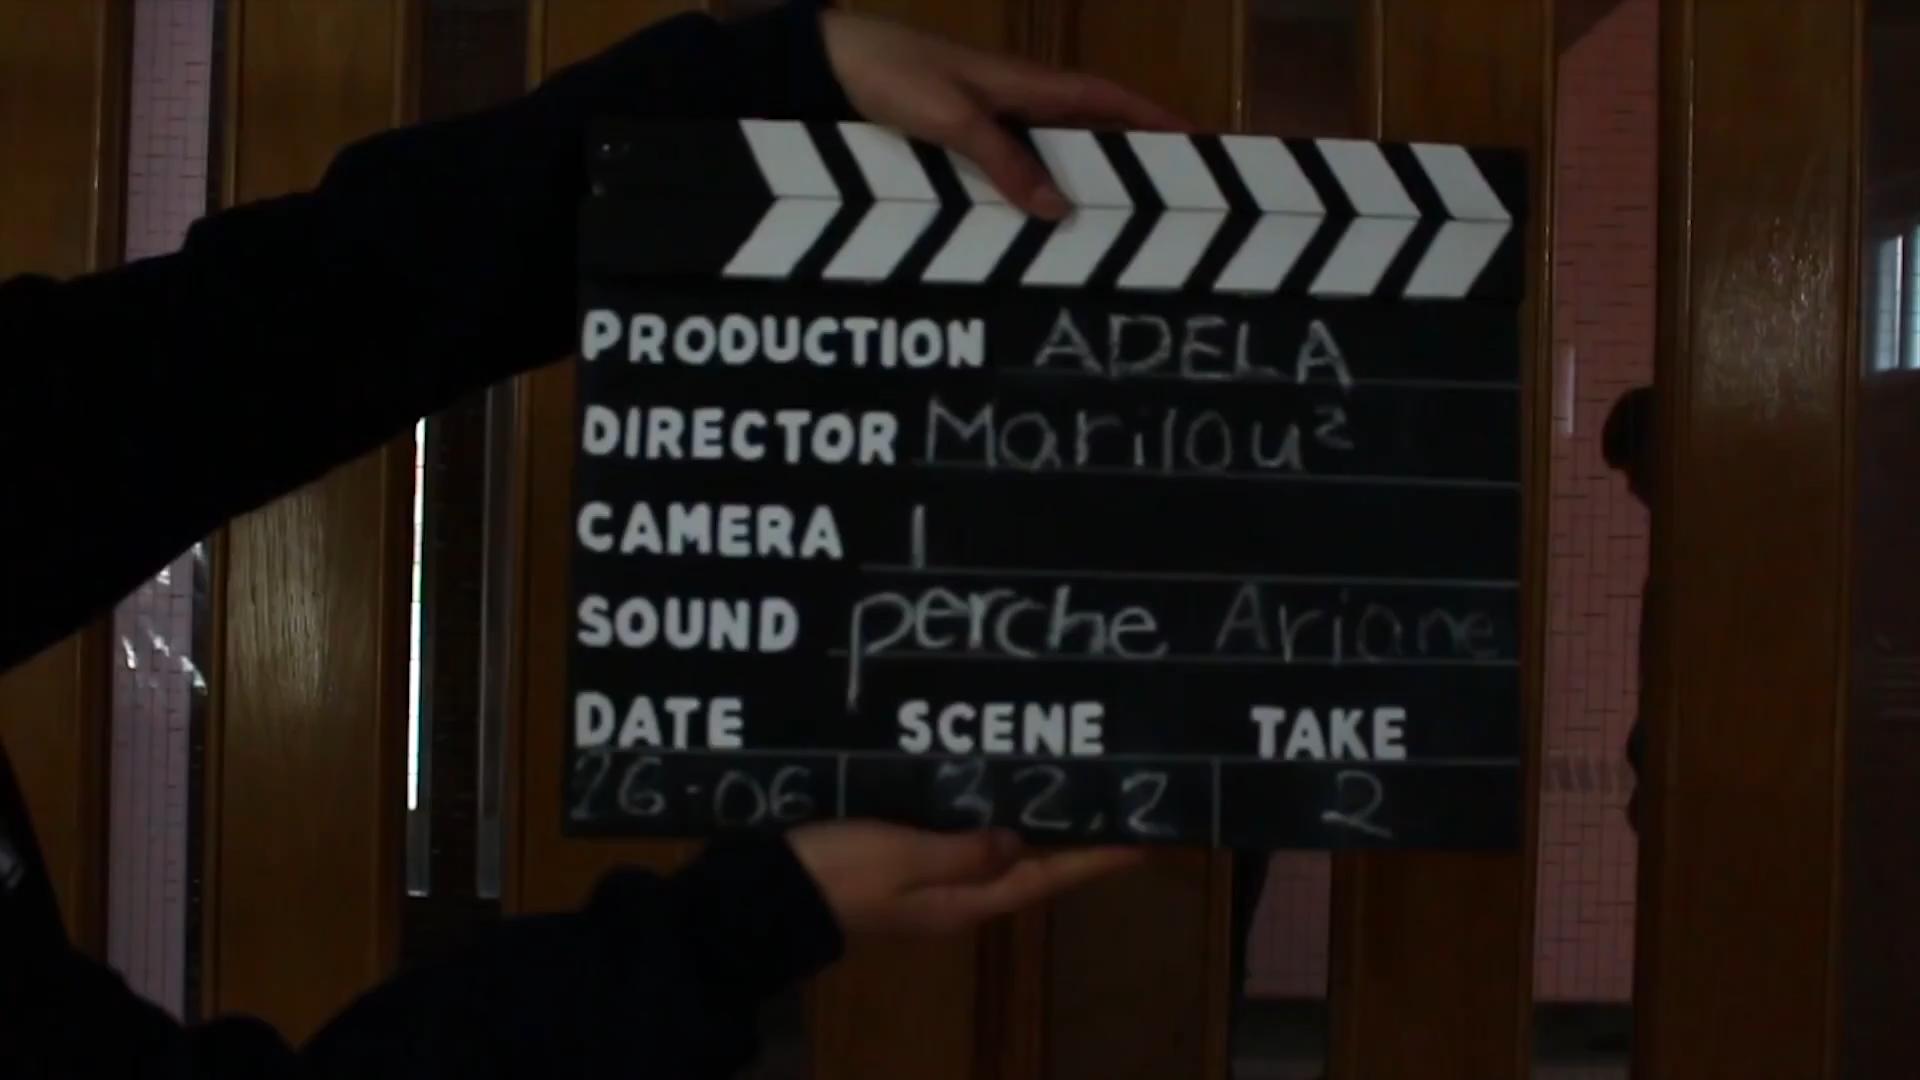 PRODUCTION ADELA
DIRECTOR Marilou²
CAMERA 1
SOUND perche Ariane
DATE SCENE TAKE
26-06 32.2 2